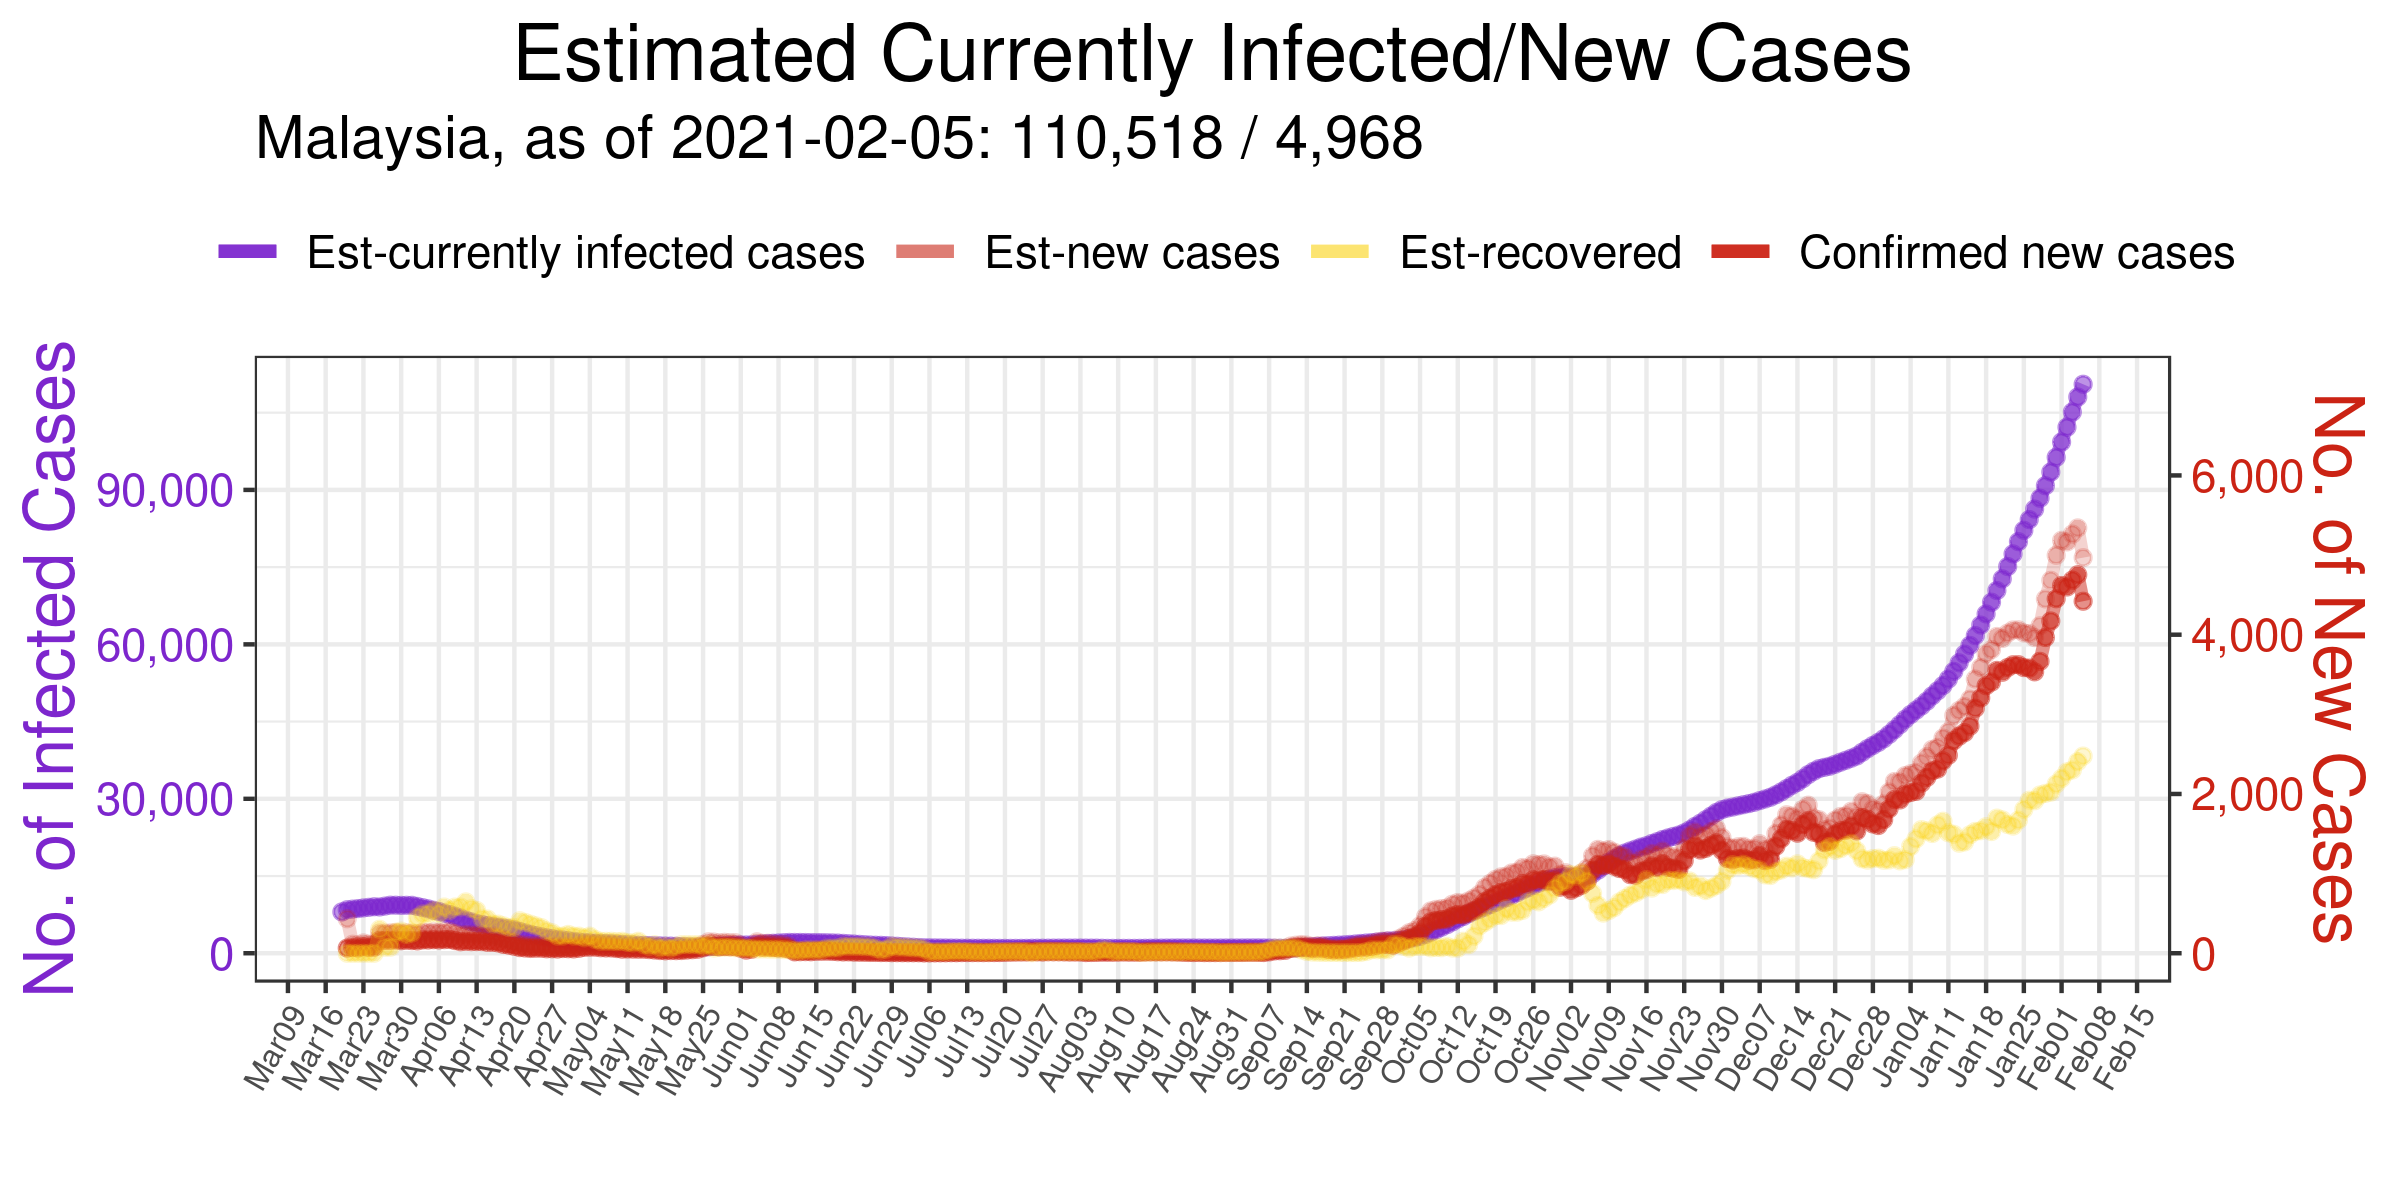 Estimated Currently Infected/New Cases
Malaysia, as of 2021-02-05: 110,518 / 4,968
Est-currently infected cases Est-new cases Est-recovered Confirmed new cases
No. of Infected Cases
90,000
60,000
30,000
0
6,000
4,000
2,000
0
No. of New Cases
Mar09 Mar16 Mar23 Mar30 Apr06 Apr13 Apr20 Apr27 May04 May11 May18 May25 Jun01 Jun08 Jun15 Jun22 Jun29 Jul06 Jul13 Jul20 Jul27 Aug03 Aug10 Aug17 Aug24 Aug31 Sep07 Sep14 Sep21 Sep28 Oct05 Oct12 Oct19 Oct26 Nov02 Nov09 Nov16 Nov23 Nov30 Dec07 Dec14 Dec21 Dec28 Jan04 Jan11 Jan18 Jan25 Feb01 Feb08 Feb15